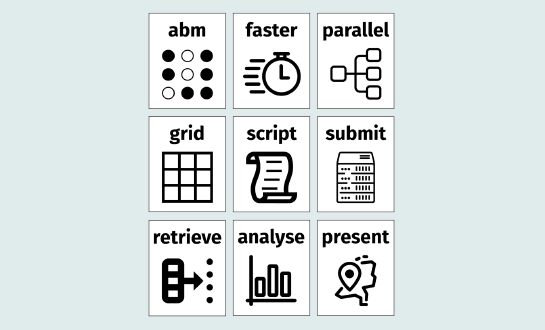 abm
faster
parallel
grid
script
submit
retrieve
analyse
present